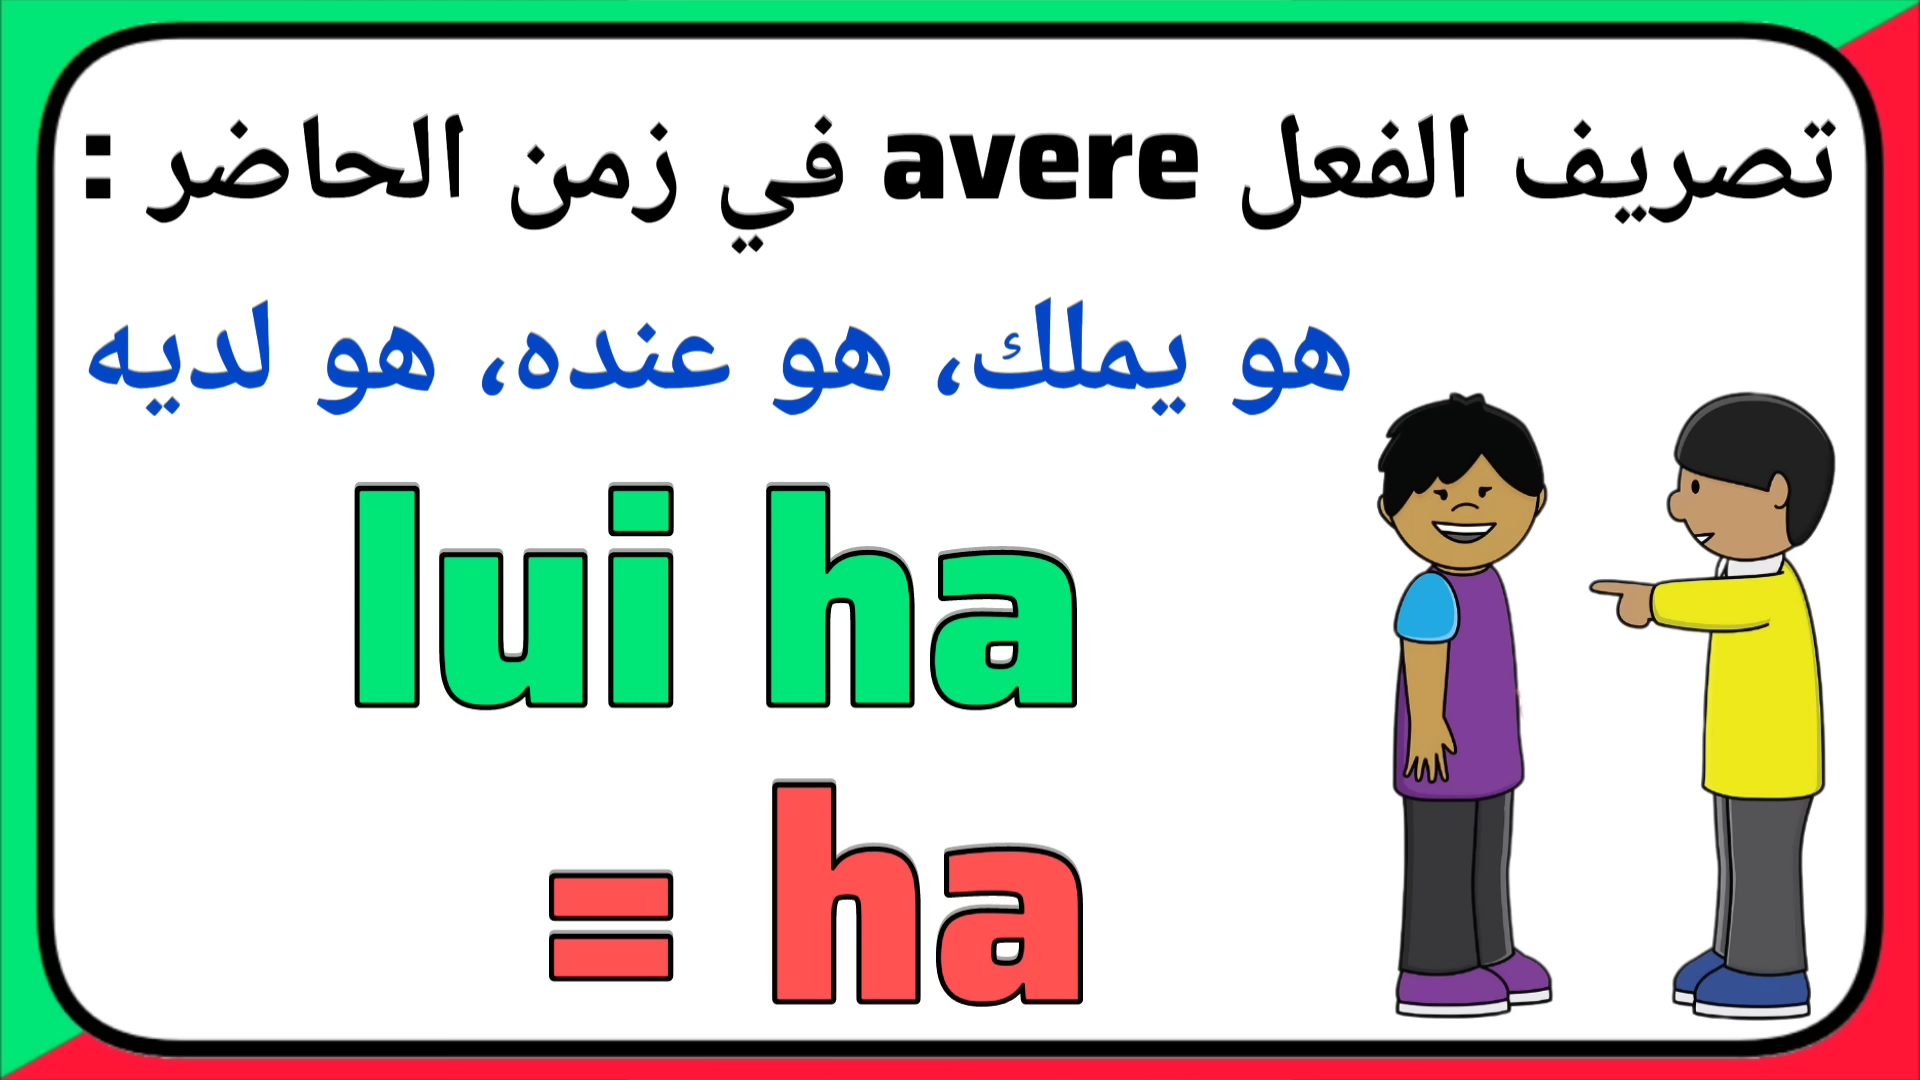 تصريف الفعل avere في زمن الحاضر :
هو يملك، هو عنده، هو لديه
lui ha
= ha